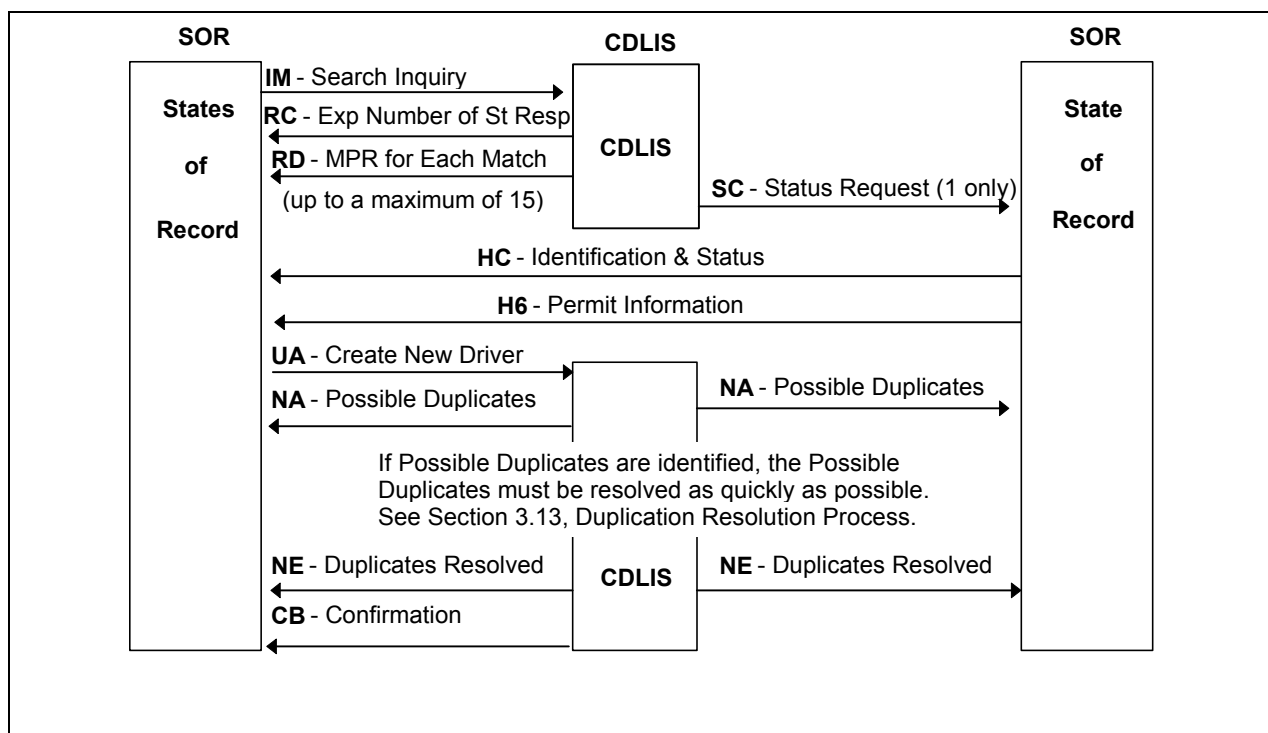 SOR
CDLIS
SOR
States
of
Record
IM - Search Inquiry
RC - Exp Number of St Resp
RD - MPR for Each Match
(up to a maximum of 15)
CDLIS
SC - Status Request (1 only)
State
of
Record
HC - Identification & Status
H6 - Permit Information
UA - Create New Driver
NA - Possible Duplicates
NA - Possible Duplicates
If Possible Duplicates are identified, the Possible
Duplicates must be resolved as quickly as possible.
See Section 3.13, Duplication Resolution Process.
NE - Duplicates Resolved
CDLIS
NE - Duplicates Resolved
CB - Confirmation